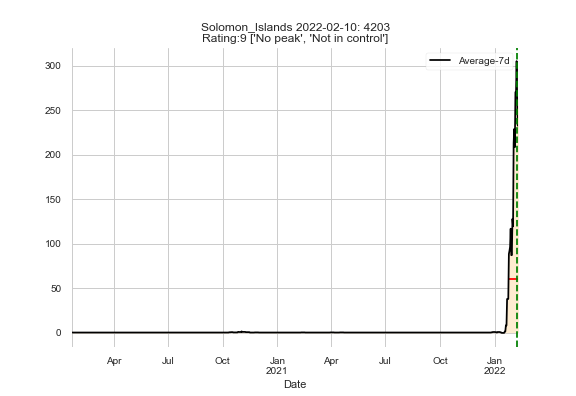 Solomon_Islands 2022-02-10: 4203
Rating:9 ['No peak', 'Not in control']
Average-7d
300
250
200
150
100
50
0
Apr Jul Oct Jan Apr Jul Oct Jan
2021 2022
Date